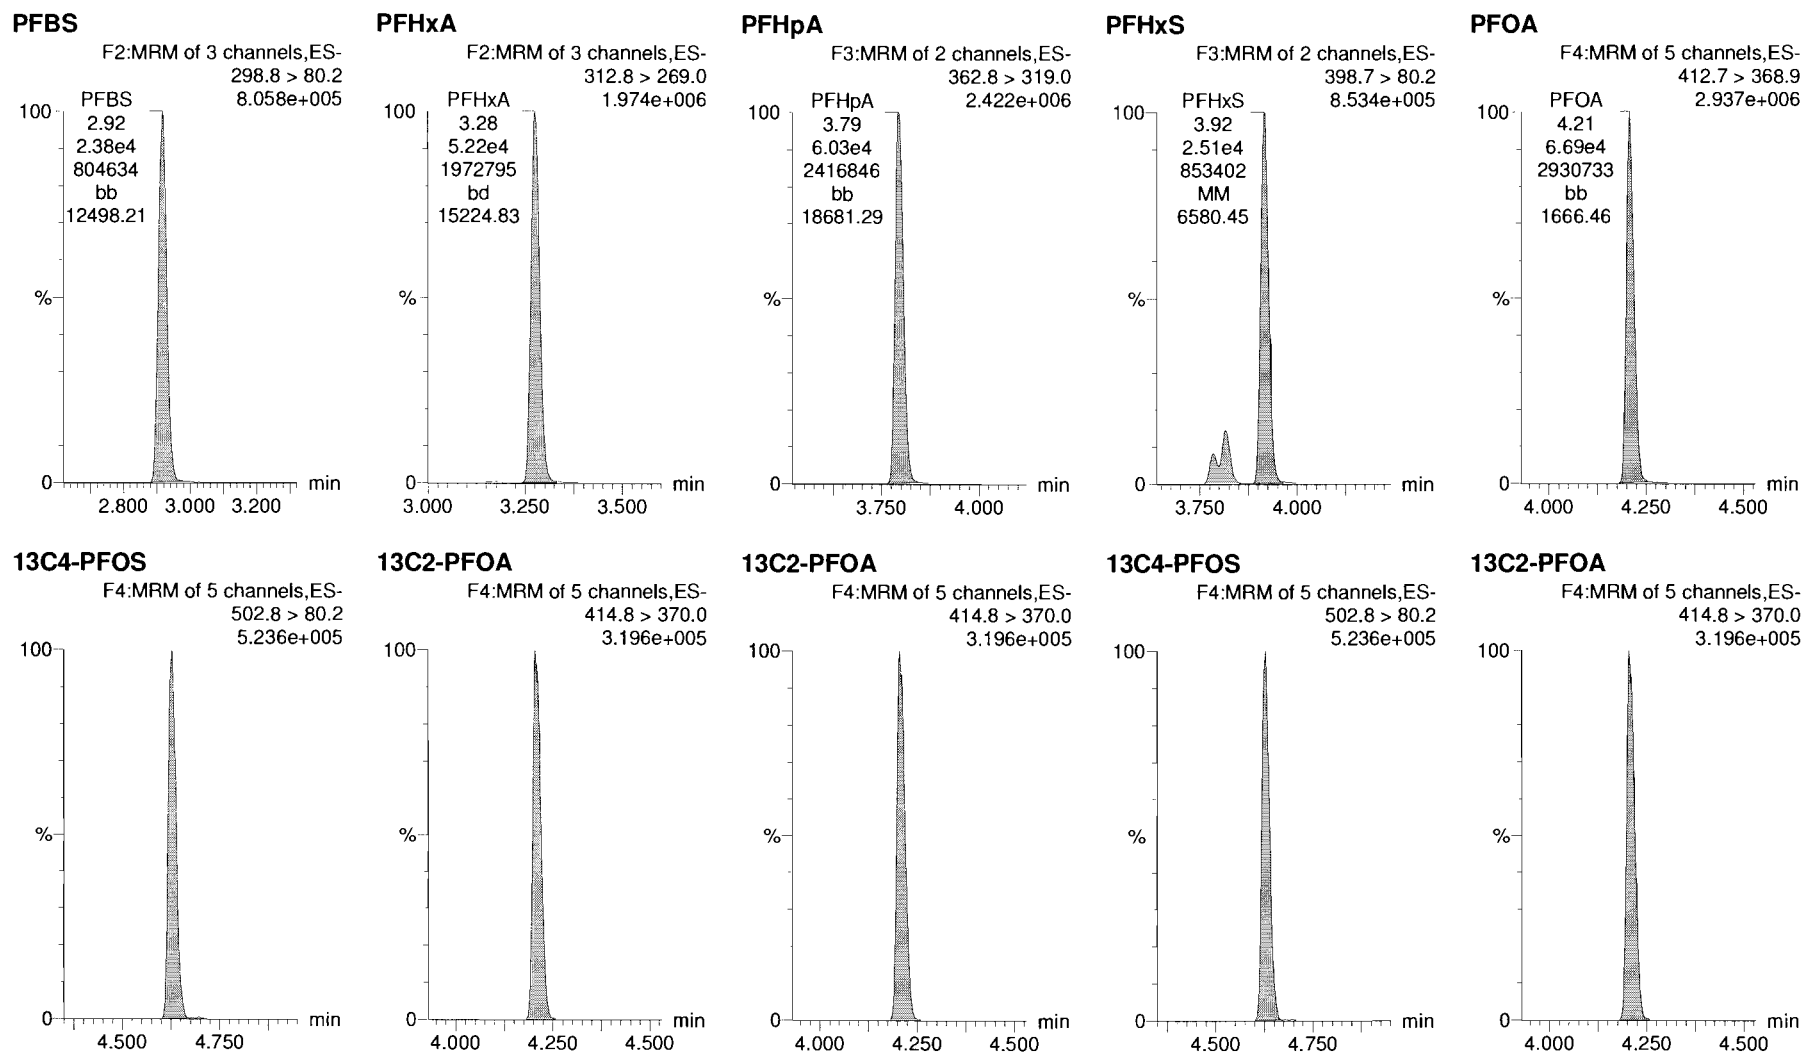 PFBS
F2:MRM of 3 channels,ES-
298.8 > 80.2
8.058e+005
PFBS
2.92
2.38e4
804634
bb
12498.21
100
%
0
min
2.800 3.000 3.200
PFHxA
F2:MRM of 3 channels,ES-
312.8 > 269.0
1.974e+006
PFHxA
3.28
5.22e4
1972795
bd
15224.83
100
%
0
min
3.000 3.250 3.500
PFHpA
F3:MRM of 2 channels,ES-
362.8 > 319.0
2.422e+006
PFHpA
3.79
6.03e4
2416846
bb
18681.29
100
%
0
min
3.750 4.000
PFHxS
F3:MRM of 2 channels,ES-
398.7 > 80.2
8.534e+005
PFHxS
3.92
2.51e4
853402
MM
6580.45
100
%
0
min
3.750 4.000
PFOA
F4:MRM of 5 channels,ES-
412.7 > 368.9
2.937e+006
PFOA
4.21
6.69e4
2930733
bb
1666.46
100
%
0
min
4.000 4.250 4.500
13C4-PFOS
F4:MRM of 5 channels,ES-
502.8 > 80.2
5.236e+005
100
%
0
min
4.500 4.750
13C2-PFOA
F4:MRM of 5 channels,ES-
414.8 > 370.0
3.196e+005
100
%
0
min
4.000 4.250 4.500
13C2-PFOA
F4:MRM of 5 channels,ES-
414.8 > 370.0
3.196e+005
100
%
0
min
4.000 4.250 4.500
13C4-PFOS
F4:MRM of 5 channels,ES-
502.8 > 80.2
5.236e+005
100
%
0
min
4.500 4.750
13C2-PFOA
F4:MRM of 5 channels,ES-
414.8 > 370.0
3.196e+005
100
%
0
min
4.000 4.250 4.500